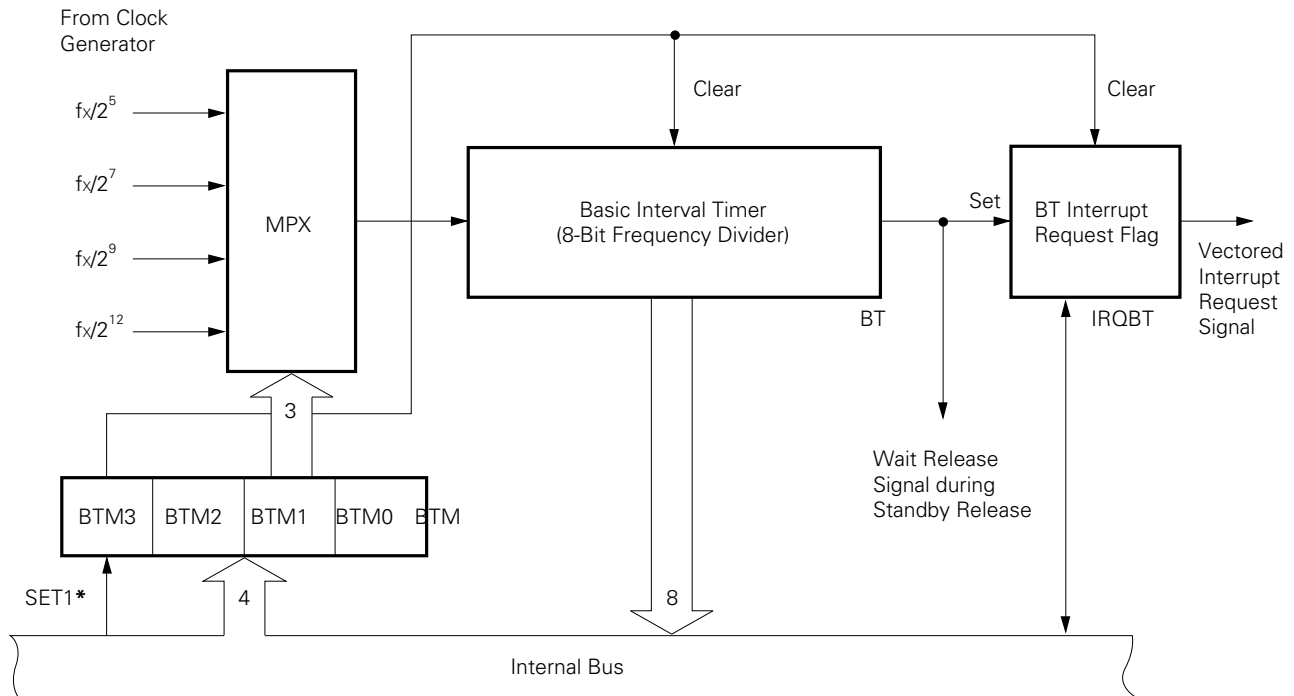 From Clock
Generator
fx/2^5
fx/2^7
fx/2^9
fx/2^12
MPX
3
Clear
Clear
Basic Interval Timer
(8-Bit Frequency Divider)
BT
Set
BT Interrupt
Request Flag
IRQBT
Vectored
Interrupt
Request
Signal
Wait Release
Signal during
Standby Release
BTM3 BTM2 BTM1 BTM0 BTM
SET1*
4
8
Internal Bus